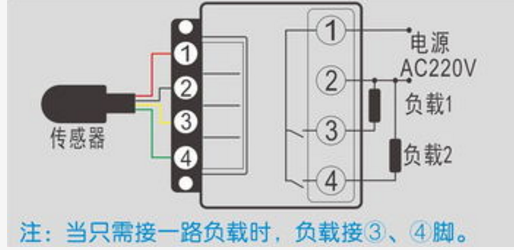 ① ② ③ ④
传感器
① ② ③ ④
电源
AC220V
负载1
负载2
注：当只需接一路负载时，负载接③、④脚。